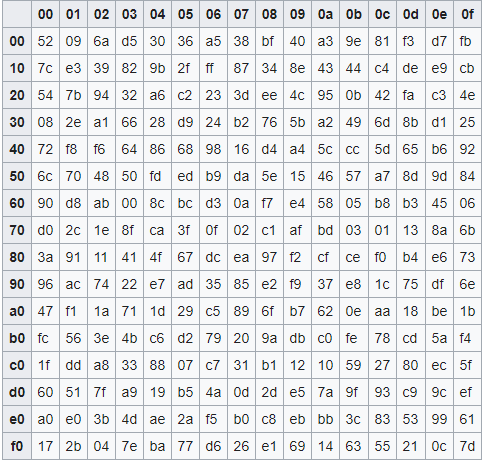 00 01 02 03 04 05 06 07 08 09 0a 0b 0c 0d 0e 0f
00 52 09 6a d5 30 36 a5 38 bf 40 a3 9e 81 f3 d7 fb
10 7c e3 39 82 9b 2f ff 87 34 8e 43 44 c4 de e9 cb
20 54 7b 94 32 a6 c2 23 3d ee 4c 95 0b 42 fa c3 4e
30 08 2e a1 66 28 d9 24 b2 76 5b a2 49 6d 8b d1 25
40 72 f8 f6 64 86 68 98 16 d4 a4 5c cc 5d 65 b6 92
50 6c 70 48 50 fd ed b9 da 5e 15 46 57 a7 8d 9d 84
60 90 d8 ab 00 8c bc d3 0a f7 e4 58 05 b8 b3 45 06
70 d0 2c 1e 8f ca 3f 0f 02 c1 af bd 03 01 13 8a 6b
80 3a 91 11 41 4f 67 dc ea 97 f2 cf ce f0 b4 e6 73
90 96 ac 74 22 e7 ad 35 85 e2 f9 37 e8 1c 75 df 6e
a0 47 f1 1a 71 1d 29 c5 89 6f b7 62 0e aa 18 be 1b
b0 fc 56 3e 4b c6 d2 79 20 9a db c0 fe 78 cd 5a f4
c0 1f dd a8 33 88 07 c7 31 b1 12 10 59 27 80 ec 5f
d0 60 51 7f a9 19 b5 4a 0d 2d e5 7a 9f 93 c9 9c ef
e0 a0 e0 3b 4d ae 2a f5 b0 c8 eb bb 3c 83 53 99 61
f0 17 2b 04 7e ba 77 d6 26 e1 69 14 63 55 21 0c 7d